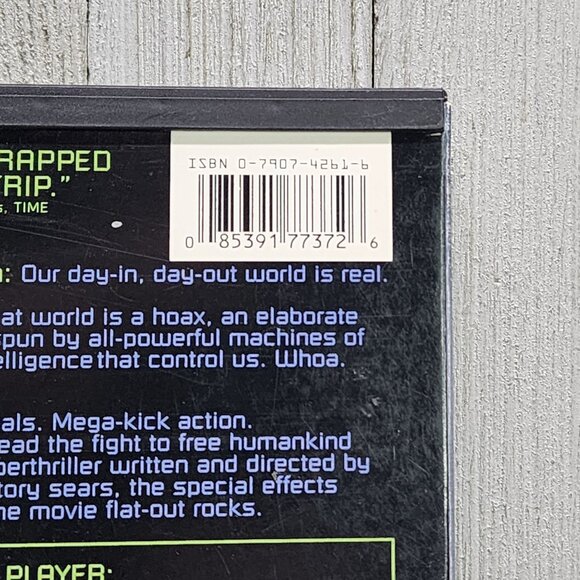 ISBN 0-7907-4261-6
RAPPED
TRIP."
s, TIME
0 85391 77372 6
: Our day-in, day-out world is real.
at world is a hoax, an elaborate
spun by all-powerful machines of
elligence that control us. Whoa.
als. Mega-kick action.
ead the fight to free humankind
perthriller written and directed by
tory sears, the special effects
he movie flat-out rocks.
PLAYER: